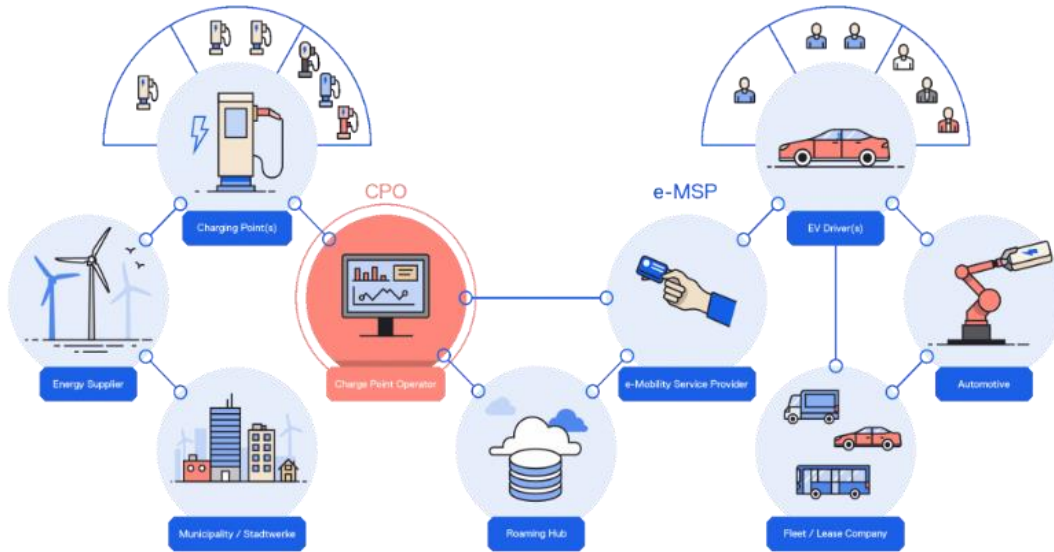 CPO
e-MSP
Charging Point(s)
EV Driver(s)
Energy Supplier
Charge Point Operator
e-Mobility Service Provider
Automotive
Municipality / Stadtwerke
Roaming Hub
Fleet / Lease Company